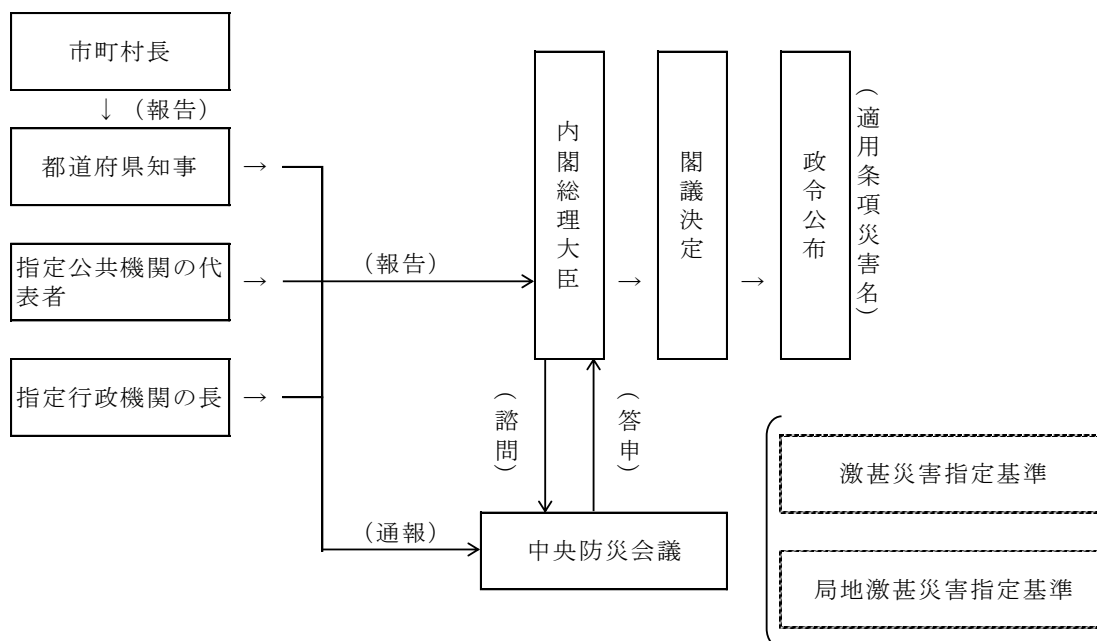 市町村長
↓（報告）
都道府県知事 →
指定公共機関の代
表者 →
指定行政機関の長 →
（報告）
（通報）
内閣総理大臣
→
閣議決定
→
政令公布
（適用条項災害名）
（諮問）
（答申）
中央防災会議
激甚災害指定基準
局地激甚災害指定基準